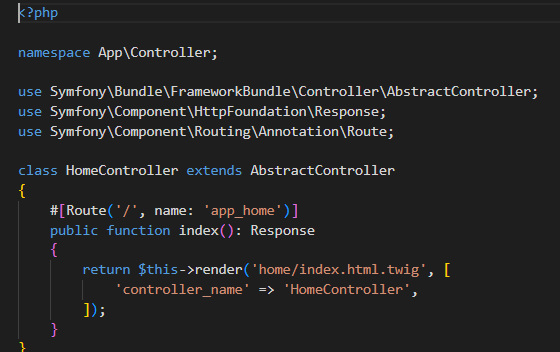 <?php
namespace App\Controller;
use Symfony\Bundle\FrameworkBundle\Controller\AbstractController;
use Symfony\Component\HttpFoundation\Response;
use Symfony\Component\Routing\Annotation\Route;
class HomeController extends AbstractController
{
    #[Route('/', name: 'app_home')]
    public function index(): Response
    {
        return $this->render('home/index.html.twig', [
            'controller_name' => 'HomeController',
        ]);
    }
}